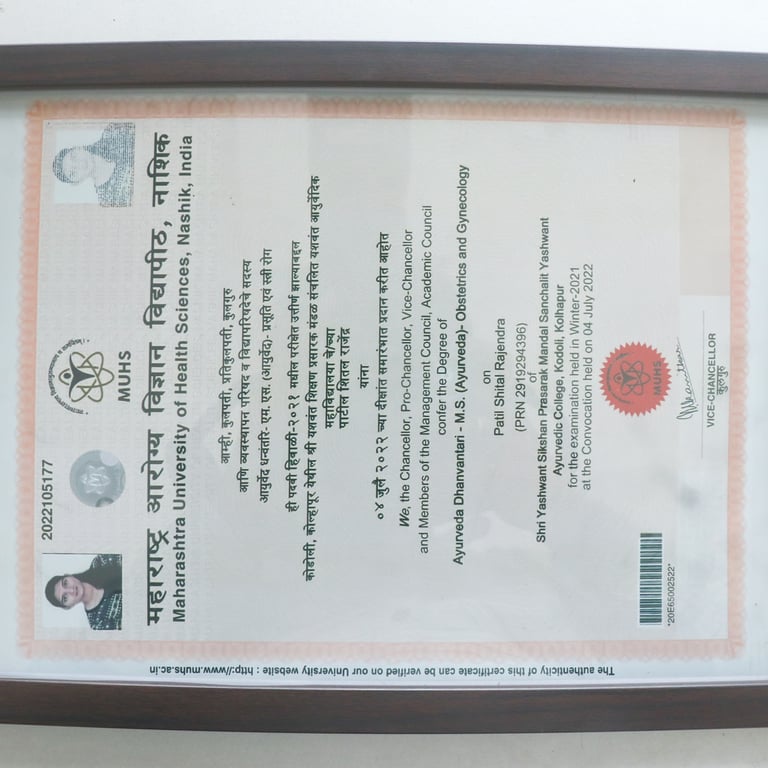 20221105177
MUHS
महाराष्ट्र आरोग्य विज्ञान विद्यापीठ, नाशिक
Maharashtra University of Health Sciences, Nashik, India
आम्ही, कुलपती, प्रतिकुलपती, कुलगुरु
आणि व्यवस्थापन परिषद व विद्यापरिषदेचे सदस्य
आयुर्वेद धन्वंतरि- एम. एस. (आयुर्वेद)- प्रसूति एवं स्त्री रोग
ही पदवी हिवाळी-२०२१ मधील परिक्षेत उत्तीर्ण झाल्याबद्दल
कोडोली, कोल्हापूर येथील श्री यशवंत शिक्षण प्रसारक मंडळ संचलित यशवंत आयुर्वेदिक
महाविद्यालया चे/च्या
पाटील शितल राजेंद्र
यांना
०४ जुलै २०२२ च्या दीक्षांत समारंभात प्रदान करीत आहोत
We, the Chancellor, Pro-Chancellor, Vice-Chancellor
and Members of the Management Council, Academic Council
confer the Degree of
Ayurveda Dhanvantari - M.S. (Ayurveda)- Obstetrics and Gynecology
on
Patil Shital Rajendra
(PRN 2919294396)
Shri Yashwant Sikshan Prasarak Mandal Sanchalit Yashwant
Ayurvedic College, Kodoli, Kolhapur
for the examination held in Winter-2021
at the Convocation held on 04 July 2022
MUHS
*20E65002522*
VICE-CHANCELLOR
कुलगुरु
The authenticity of this certificate can be verified on our University website : http://www.muhs.ac.in